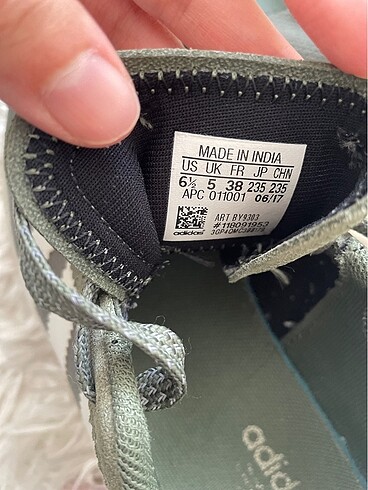 MADE IN INDIA
US UK FR JP CHN
6½ 5 38 235 235
APC 011001 06/17
ART BY9303
#118091953
adidas
adidas